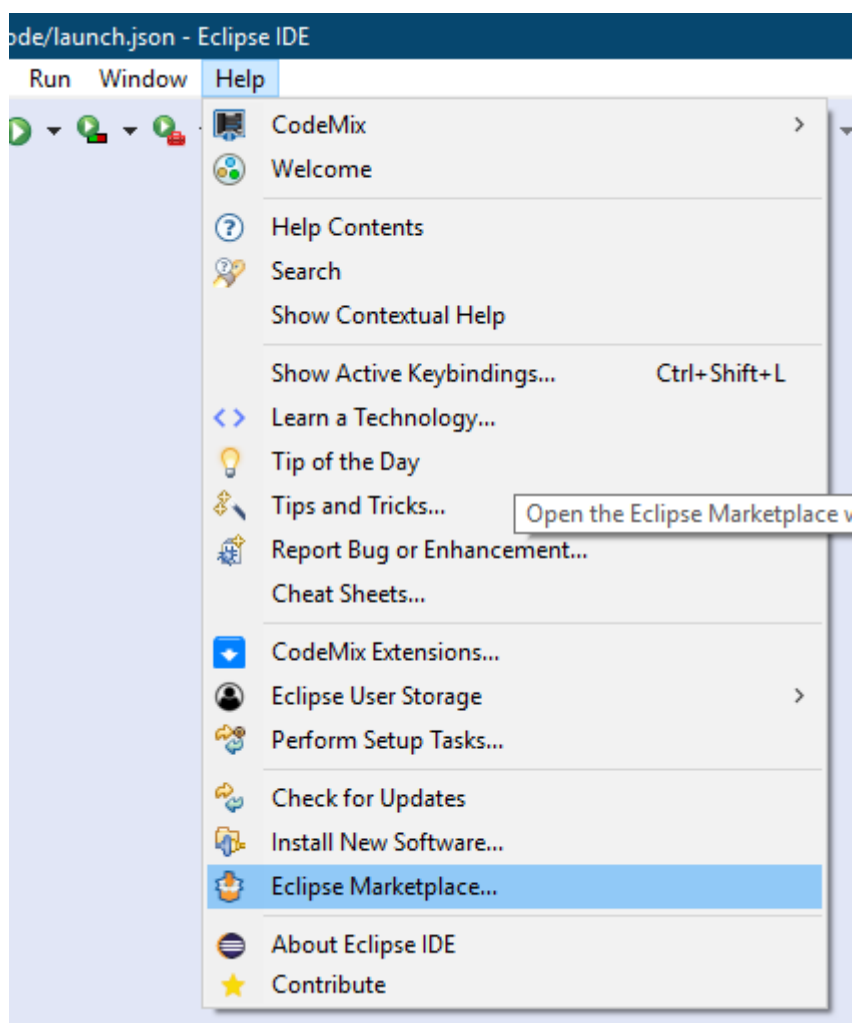 ode/launch.json - Eclipse IDE
Run Window Help
CodeMix
Welcome
Help Contents
Search
Show Contextual Help
Show Active Keybindings... Ctrl+Shift+L
Learn a Technology...
Tip of the Day
Tips and Tricks...
Open the Eclipse Marketplace
Report Bug or Enhancement...
Cheat Sheets...
CodeMix Extensions...
Eclipse User Storage
Perform Setup Tasks...
Check for Updates
Install New Software...
Eclipse Marketplace...
About Eclipse IDE
Contribute